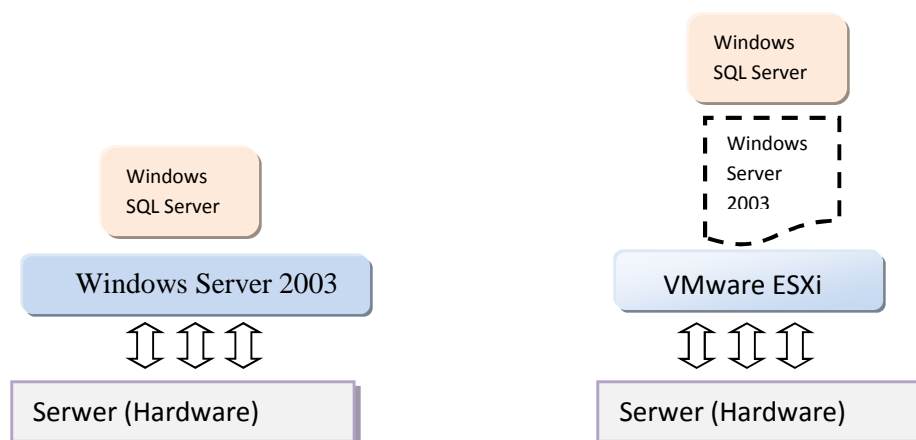 Windows
SQL Server
Windows Server 2003
Serwer (Hardware)
Windows
SQL Server
Windows
Server
2003
VMware ESXi
Serwer (Hardware)